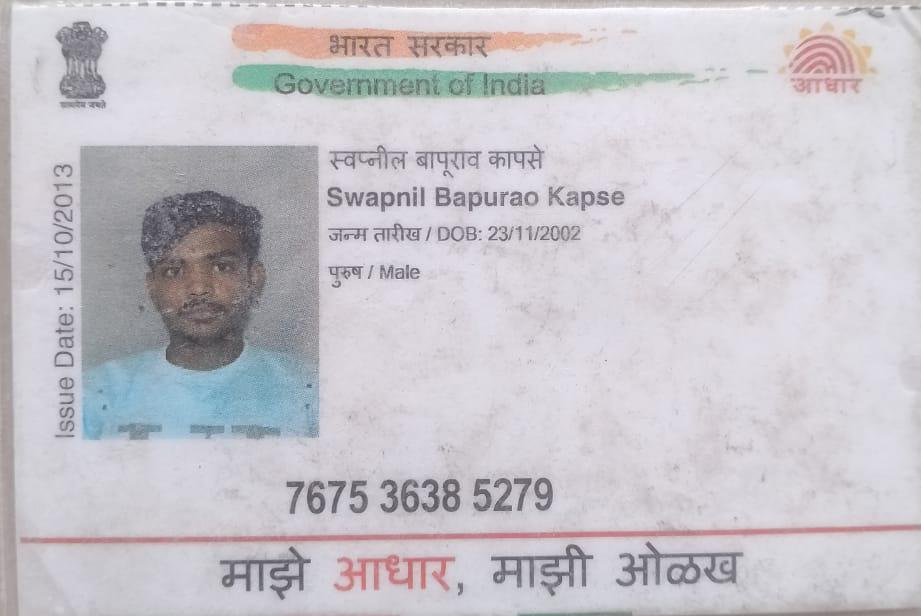 भारत सरकार
Government of India
आधार
सत्यमेव जयते
Issue Date: 15/10/2013
स्वप्नील बापूराव कापसे
Swapnil Bapurao Kapse
जन्म तारीख / DOB: 23/11/2002
पुरुष / Male
7675 3638 5279
माझे आधार, माझी ओळख